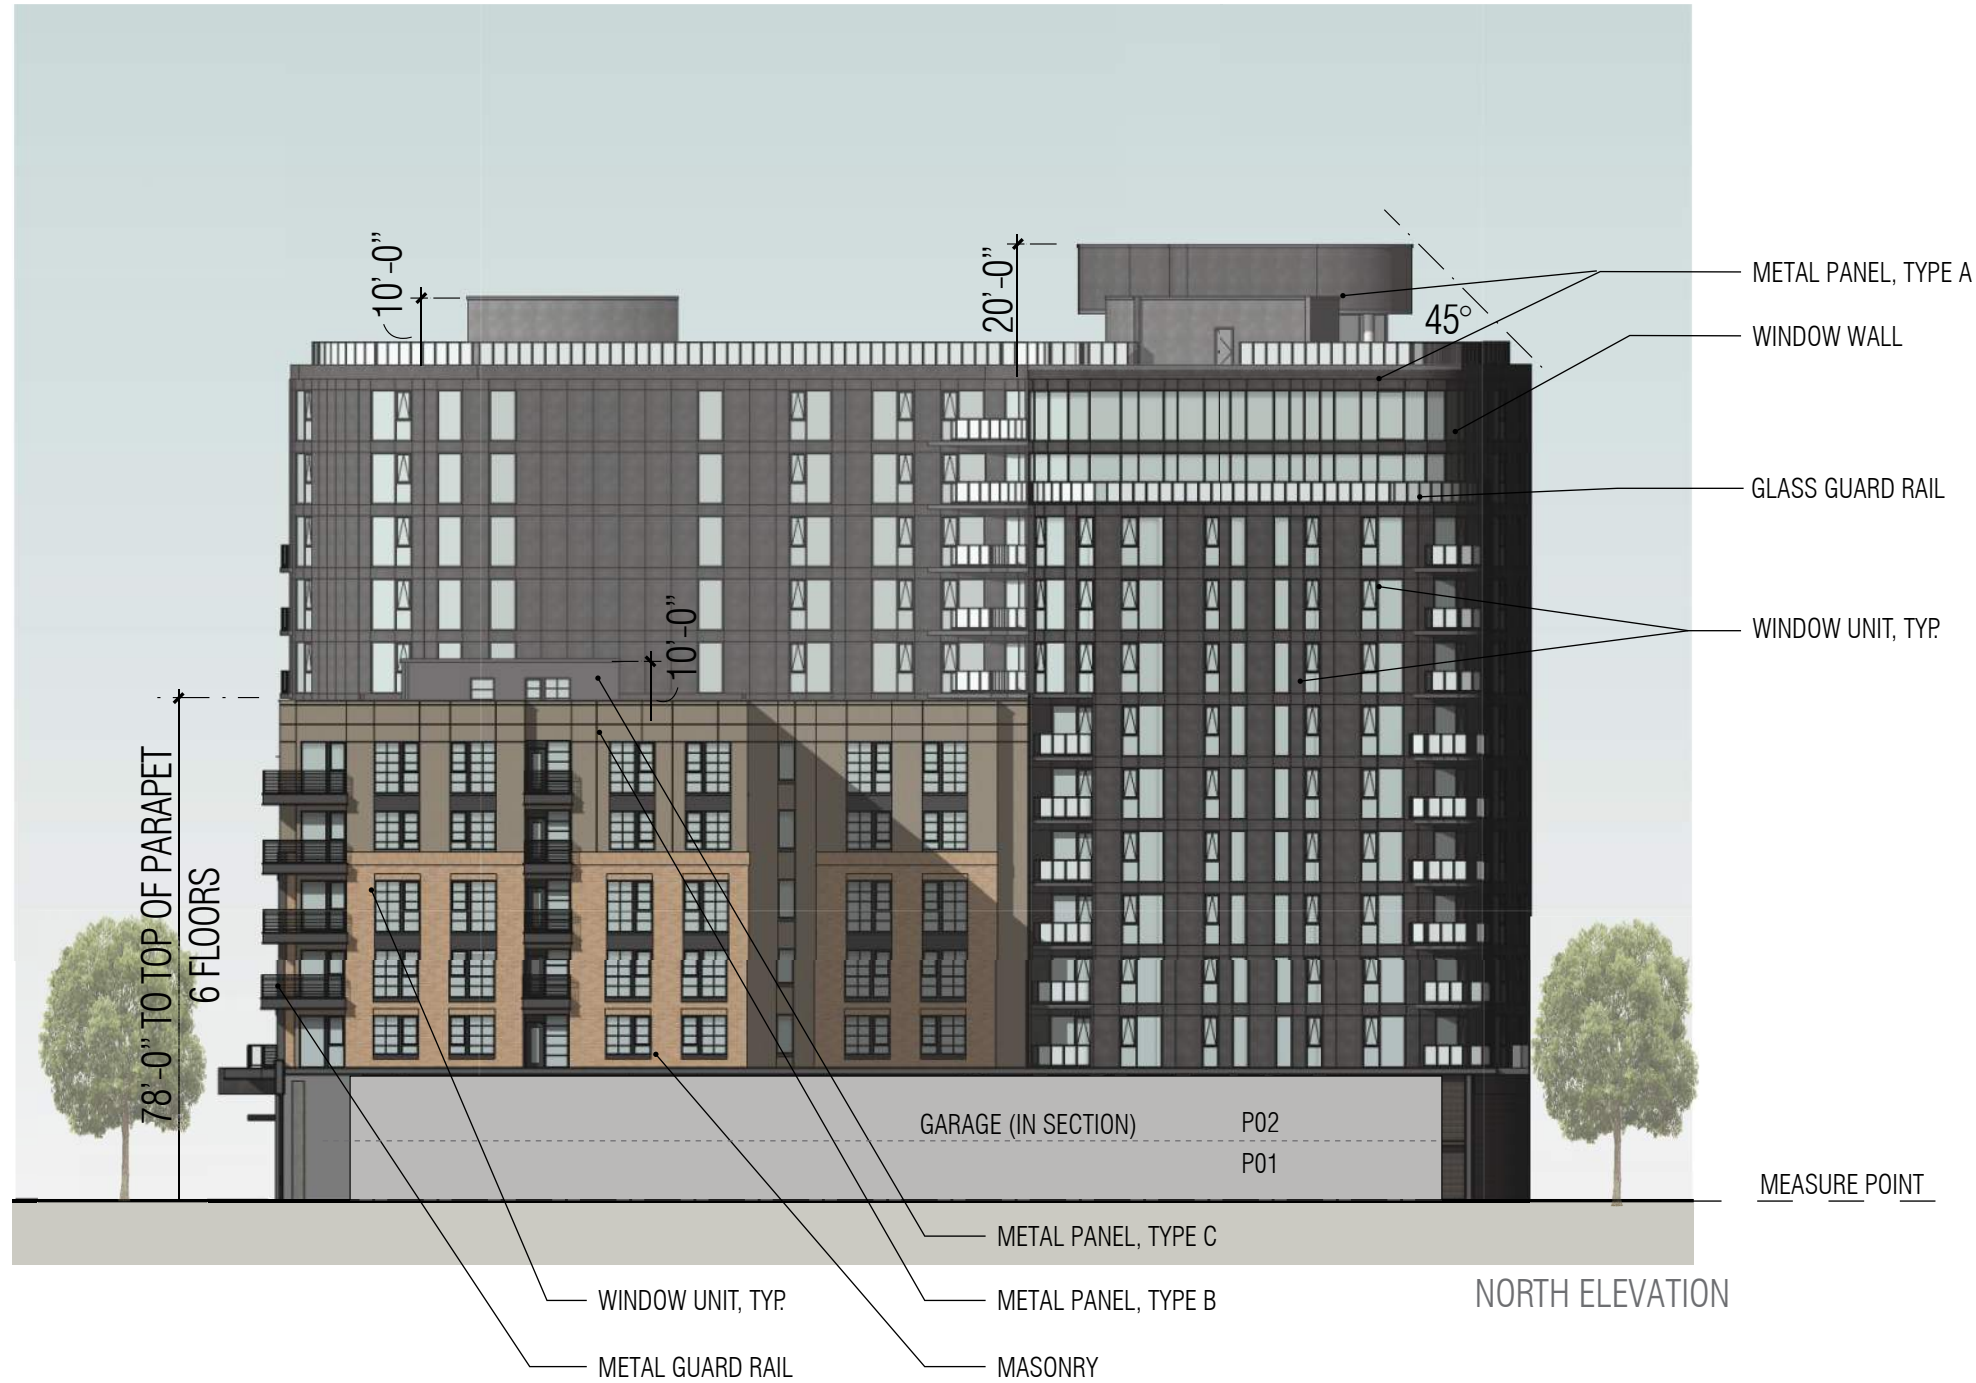 10'-0"
20'-0"
45°
METAL PANEL, TYPE A
WINDOW WALL
GLASS GUARD RAIL
10'-0"
WINDOW UNIT, TYP.
78'-0" TO TOP OF PARAPET
6 FLOORS
GARAGE (IN SECTION)
P02
P01
MEASURE POINT
METAL PANEL, TYPE C
WINDOW UNIT, TYP.
METAL PANEL, TYPE B
NORTH ELEVATION
METAL GUARD RAIL
MASONRY